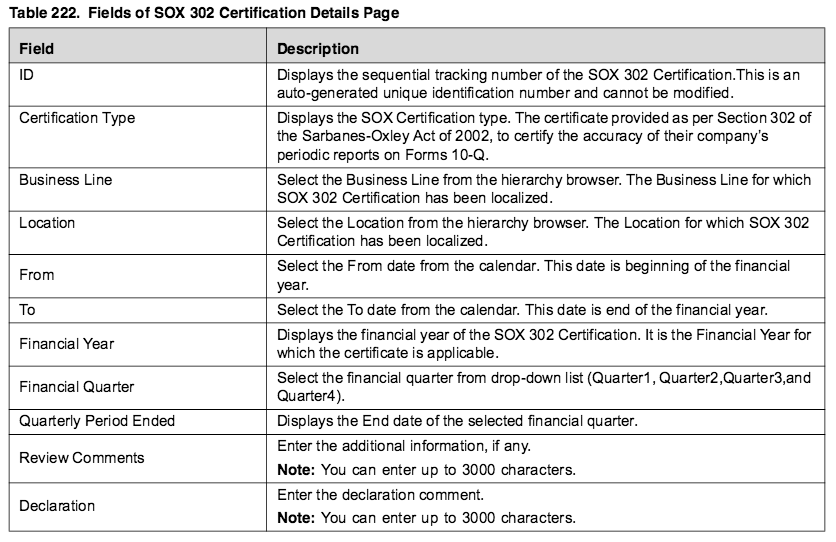 Table 222. Fields of SOX 302 Certification Details Page
Field Description
ID Displays the sequential tracking number of the SOX 302 Certification.This is an
auto-generated unique identification number and cannot be modified.
Certification Type Displays the SOX Certification type. The certificate provided as per Section 302 of
the Sarbanes-Oxley Act of 2002, to certify the accuracy of their company's
periodic reports on Forms 10-Q.
Business Line Select the Business Line from the hierarchy browser. The Business Line for which
SOX 302 Certification has been localized.
Location Select the Location from the hierarchy browser. The Location for which SOX 302
Certification has been localized.
From Select the From date from the calendar. This date is beginning of the financial
year.
To Select the To date from the calendar. This date is end of the financial year.
Financial Year Displays the financial year of the SOX 302 Certification. It is the Financial Year for
which the certificate is applicable.
Financial Quarter Select the financial quarter from drop-down list (Quarter1, Quarter2,Quarter3,and
Quarter4).
Quarterly Period Ended Displays the End date of the selected financial quarter.
Review Comments Enter the additional information, if any.
Note: You can enter up to 3000 characters.
Declaration Enter the declaration comment.
Note: You can enter up to 3000 characters.